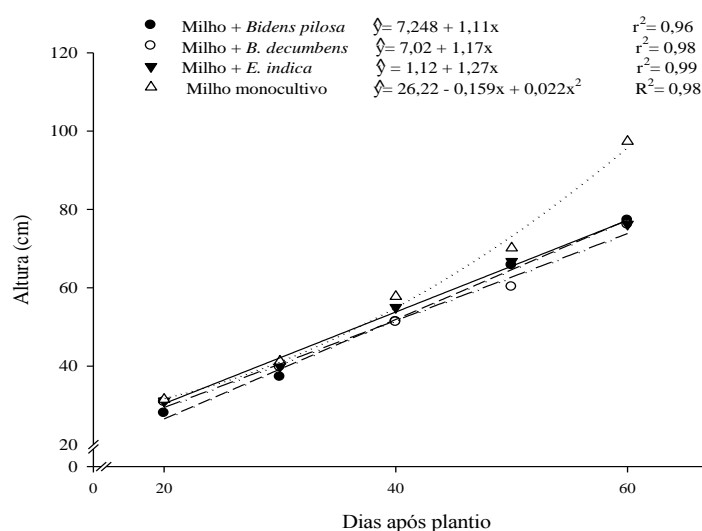 Milho + Bidens pilosa ŷ= 7,248 + 1,11x r²= 0,96
Milho + B. decumbens ŷ= 7,02 + 1,17x r²= 0,98
Milho + E. indica ŷ = 1,12 + 1,27x r²= 0,99
Milho monocultivo ŷ= 26,22 - 0,159x + 0,022x² R²= 0,98
120
100
80
60
40
20
0
Altura (cm)
0 20 40 60
Dias após plantio